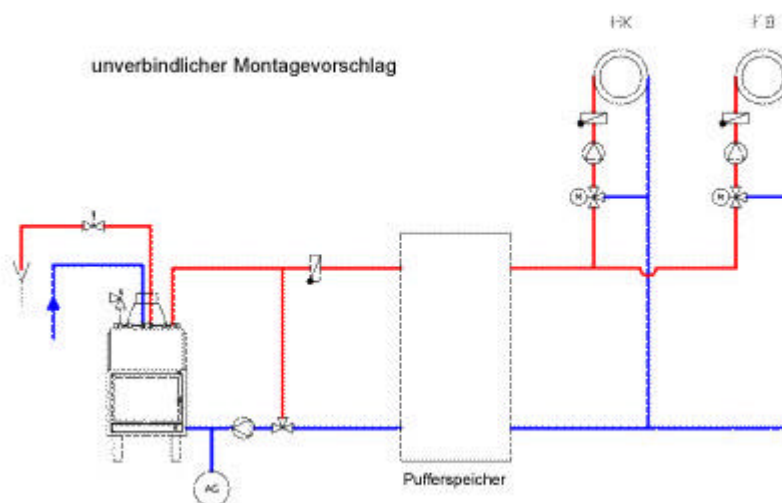 HK
FB
unverbindlicher Montagevorschlag
M
M
AG
Pufferspeicher